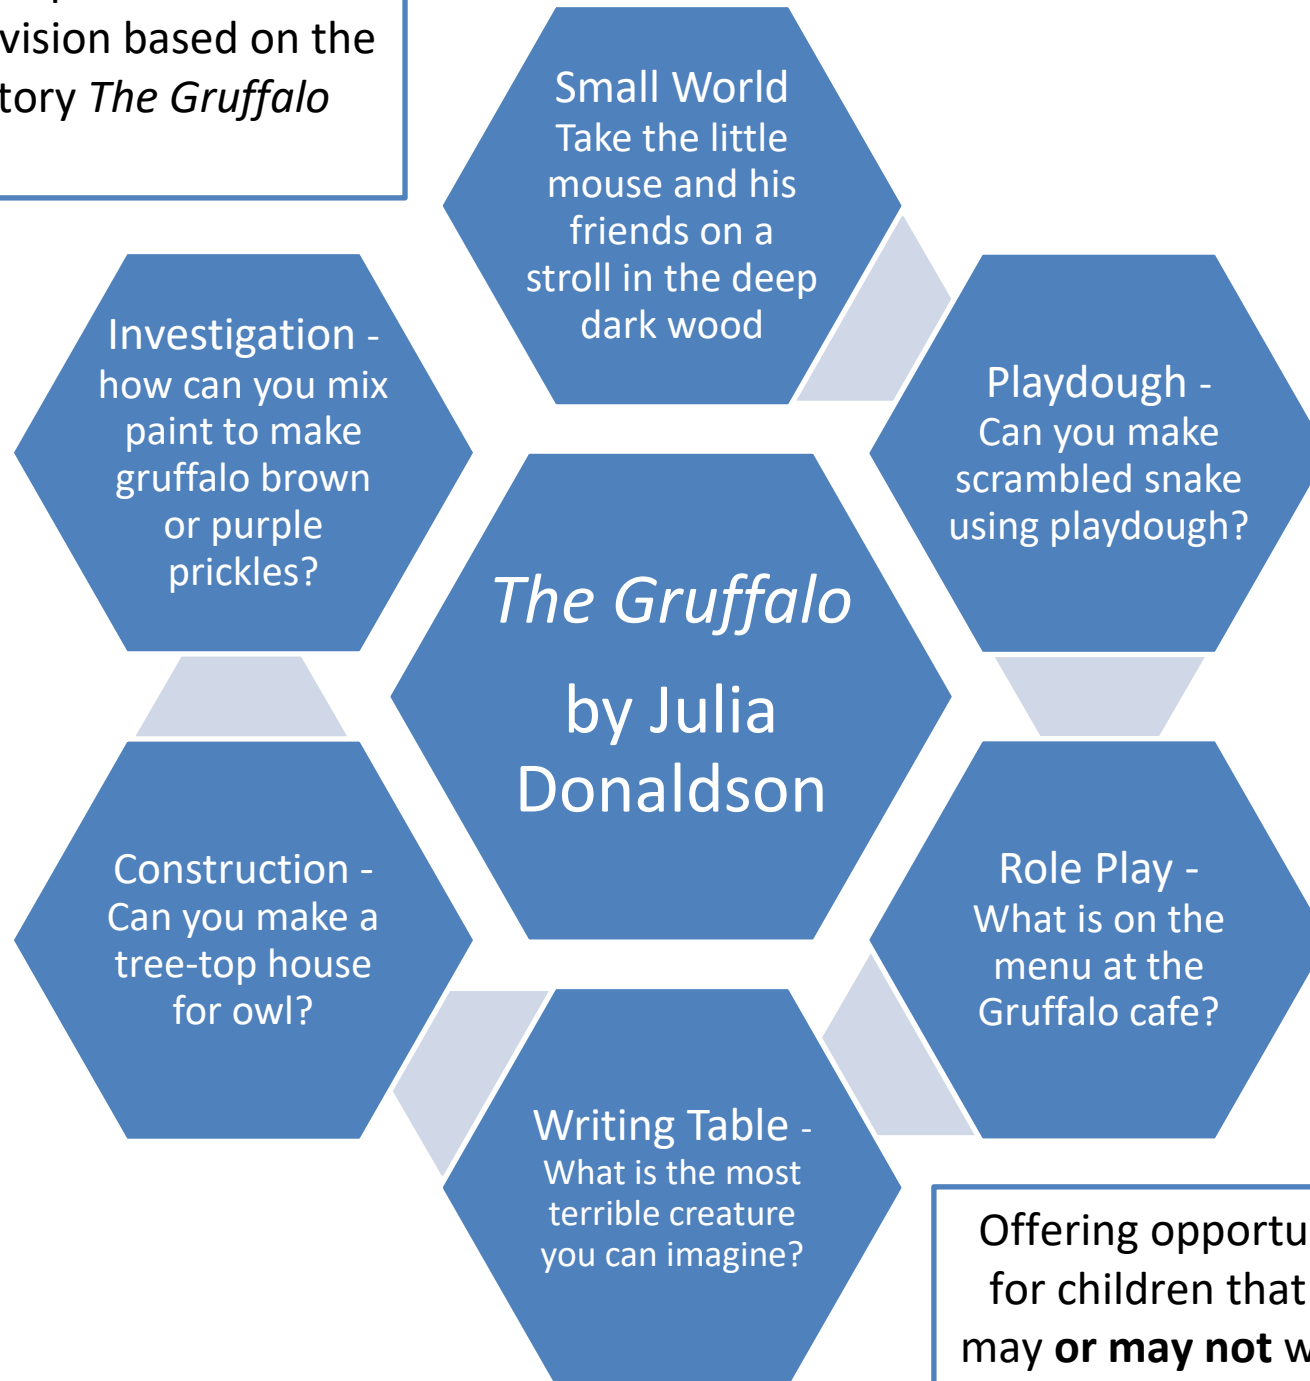 vision based on the
tory The Gruffalo
Small World
Take the little
mouse and his
friends on a
stroll in the deep
dark wood
Playdough -
Can you make
scrambled snake
using playdough?
Role Play -
What is on the
menu at the
Gruffalo cafe?
Writing Table -
What is the most
terrible creature
you can imagine?
Construction -
Can you make a
tree-top house
for owl?
Investigation -
how can you mix
paint to make
gruffalo brown
or purple
prickles?
The Gruffalo
by Julia
Donaldson
Offering opportu
for children that
may or may not w